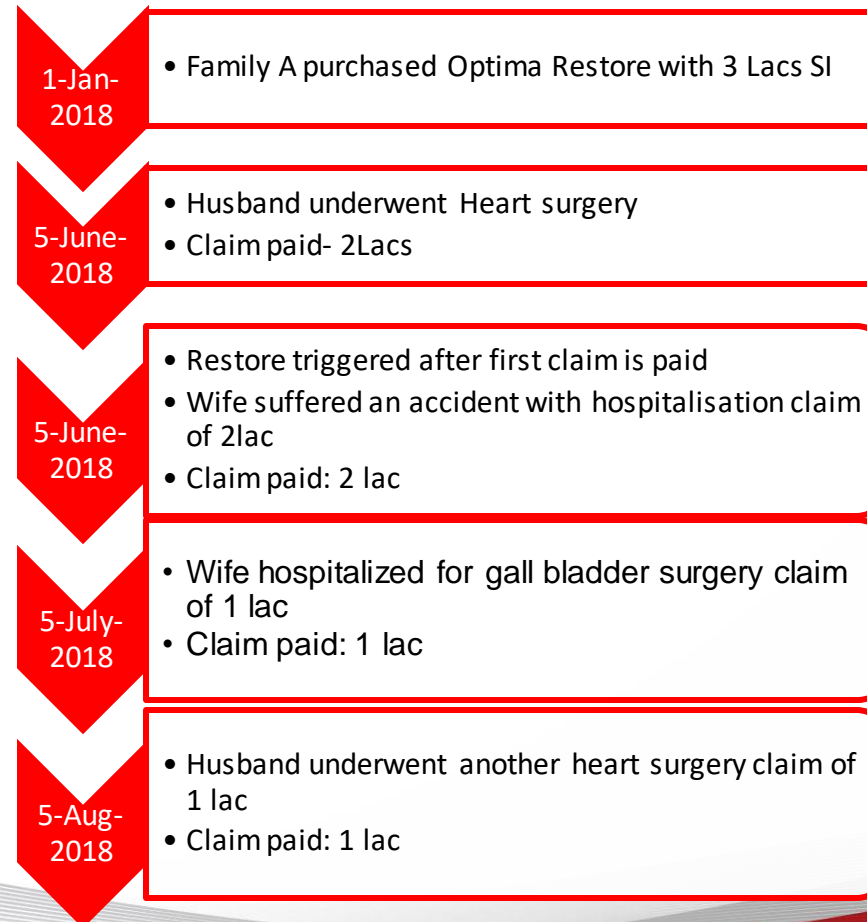 1-Jan-
2018
• Family A purchased Optima Restore with 3 Lacs SI
5-June-
2018
• Husband underwent Heart surgery
• Claim paid- 2Lacs
5-June-
2018
• Restore triggered after first claim is paid
• Wife suffered an accident with hospitalisation claim
of 2lac
• Claim paid: 2 lac
5-July-
2018
• Wife hospitalized for gall bladder surgery claim
of 1 lac
• Claim paid: 1 lac
5-Aug-
2018
• Husband underwent another heart surgery claim of
1 lac
• Claim paid: 1 lac